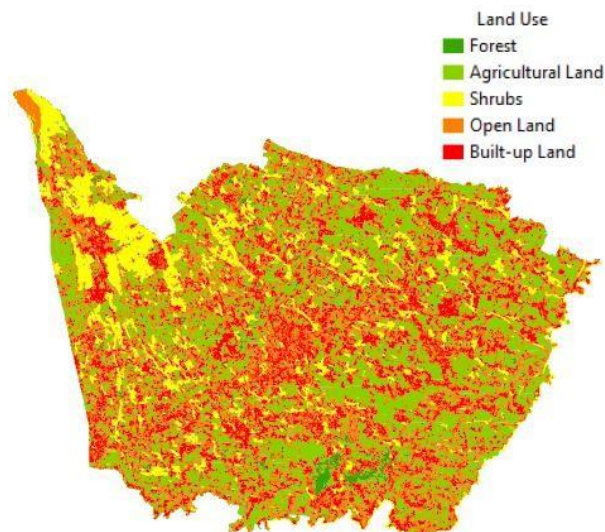 Land Use
Forest
Agricultural Land
Shrubs
Open Land
Built-up Land